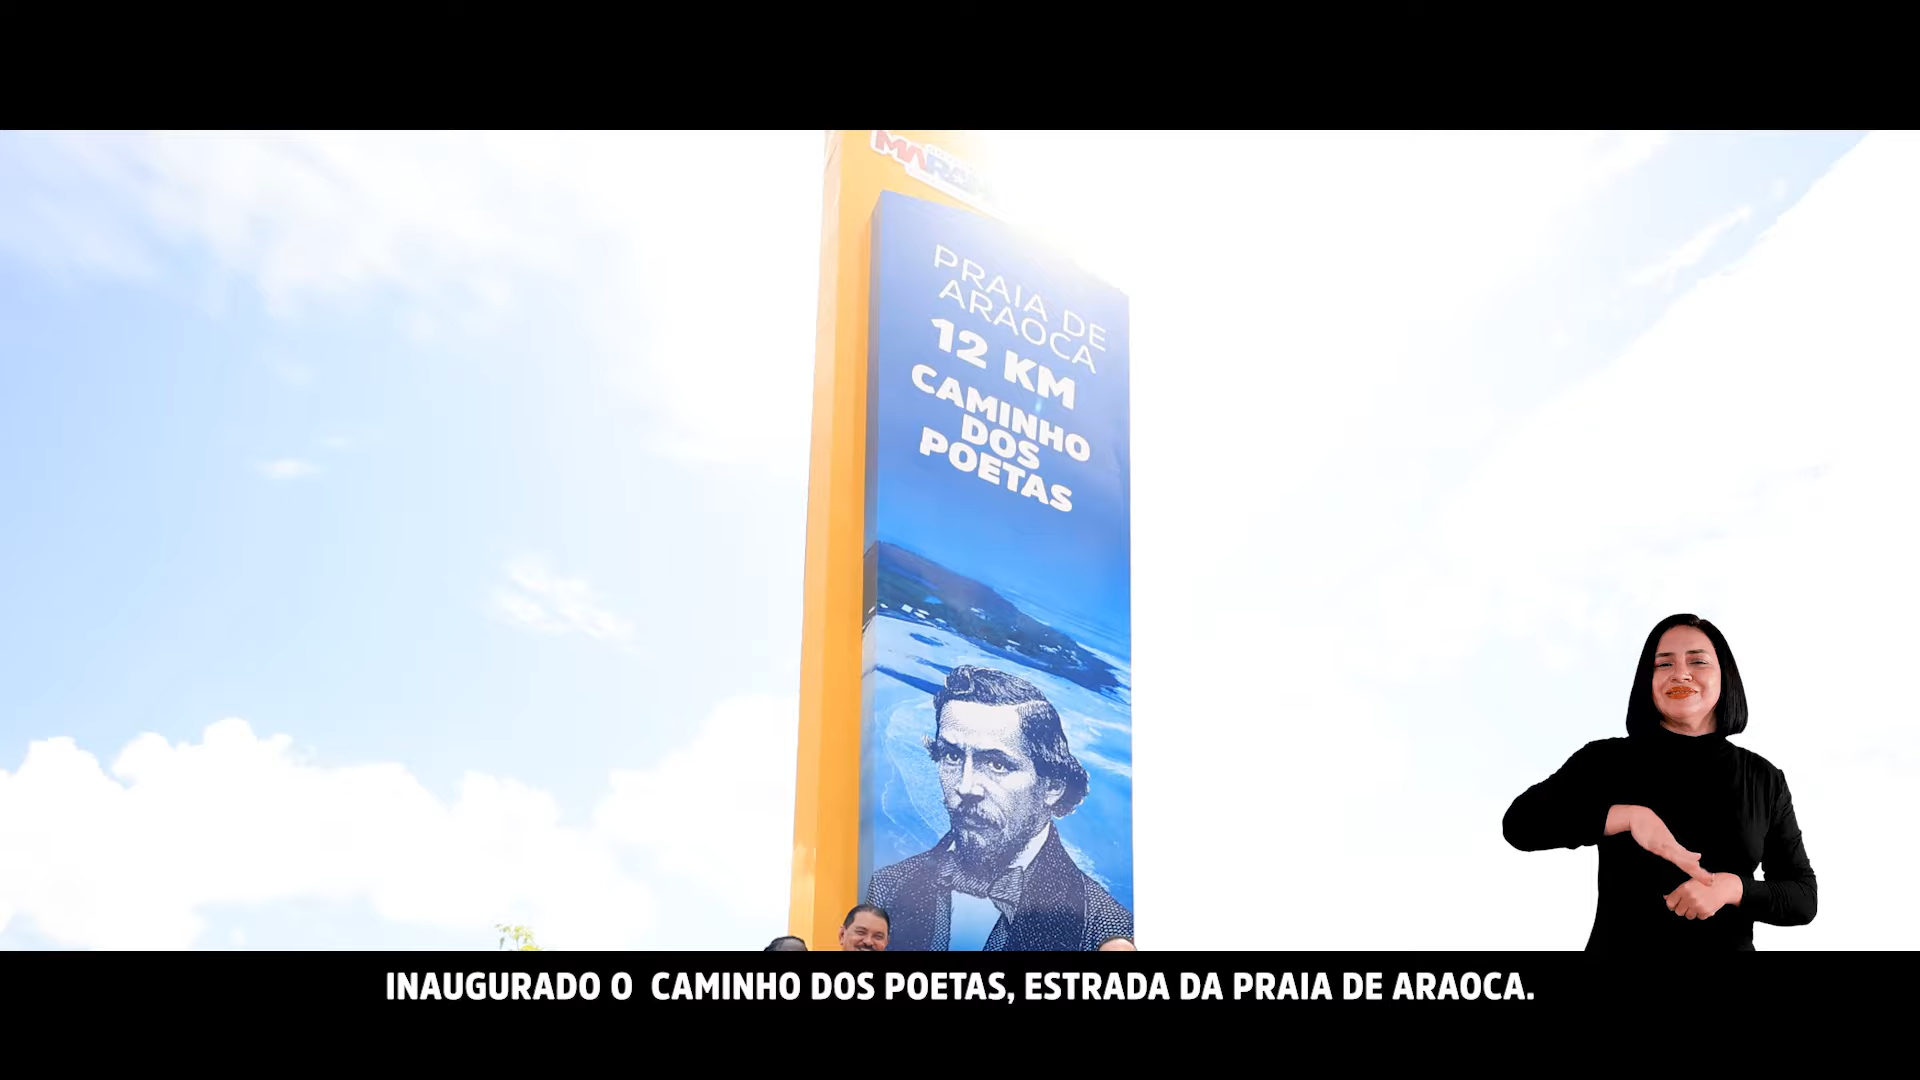 PRAIA DE
ARAOCA
12 KM
CAMINHO
DOS
POETAS
INAUGURADO O CAMINHO DOS POETAS, ESTRADA DA PRAIA DE ARAOCA.